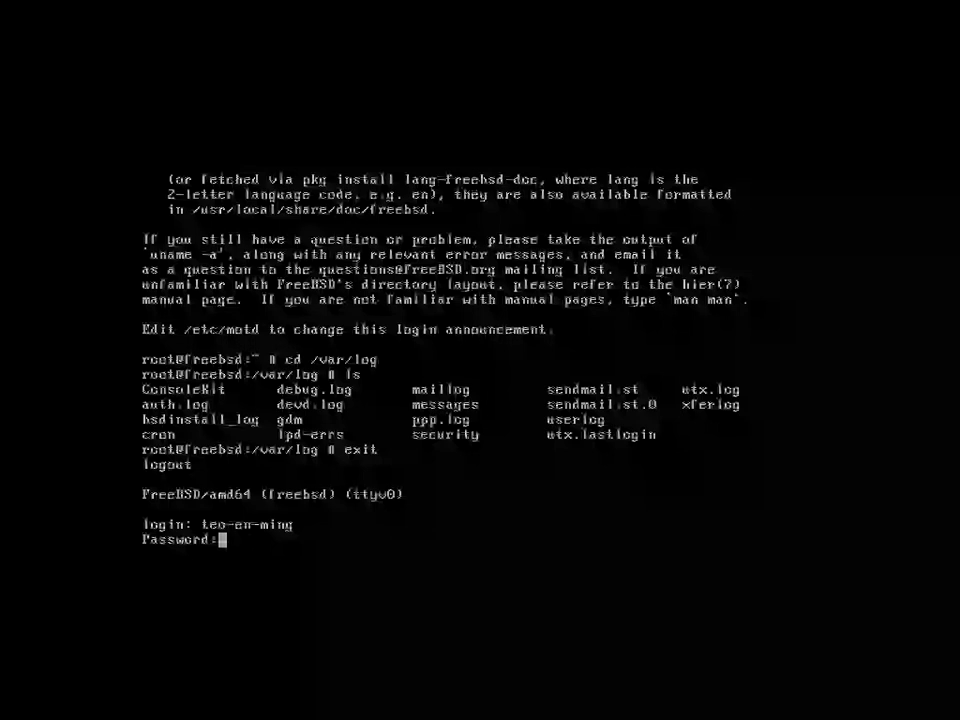 (or fetched via pkg install lang-freebsd-doc, where lang is the
2-letter language code, e.g. en), they are also available formatted
in /usr/local/share/doc/freebsd.
If you still have a question or problem, please take the output of
`uname -a', along with any relevant error messages, and email it
as a question to the questions@FreeBSD.org mailing list.  If you are
unfamiliar with FreeBSD's directory layout, please refer to the hier(7)
manual page.  If you are not familiar with manual pages, type `man man'.
Edit /etc/motd to change this login announcement.
root@freebsd:~ # cd /var/log
root@freebsd:/var/log # ls
ConsoleKit debug.log maillog sendmail.st utx.log
auth.log devd.log messages sendmail.st.0 xferlog
bsdinstall_log gdm ppp.log userlog
cron lpd-errs security utx.lastlogin
root@freebsd:/var/log # exit
logout
FreeBSD/amd64 (freebsd) (ttyv0)
login: teo-en-ming
Password: